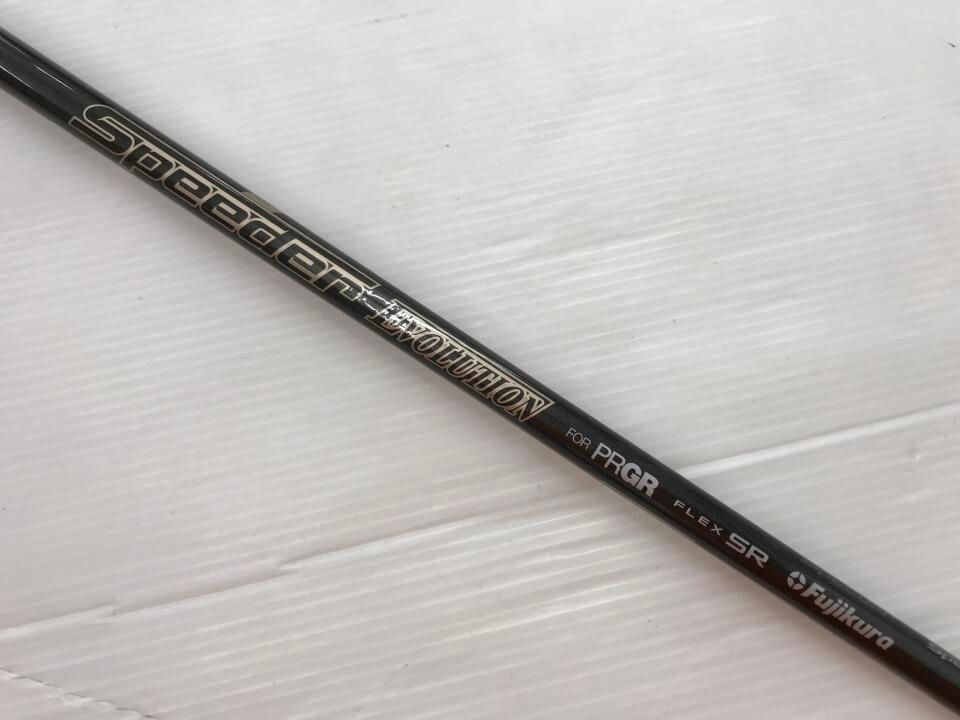 Speeder EVOLUTION FOR PRGR FLEX SR Fujikura